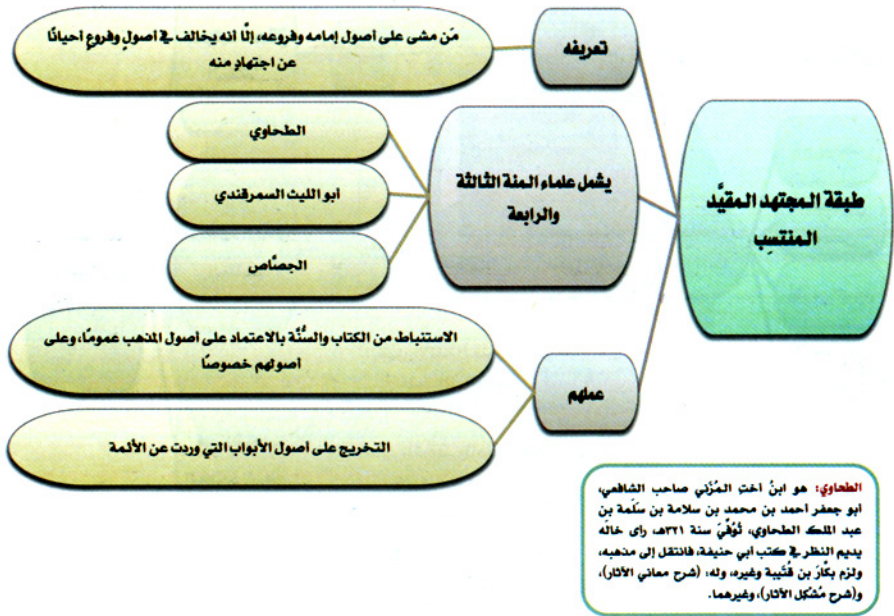 طبقة المجتهد المقيَّد
المنتسِب
تعريفه
مَن مشى على أصول إمامه وفروعه، إلَّا أنه يخالف في أصولٍ وفروعٍ أحيانًا
عن اجتهادٍ منه
يشمل علماء المئة الثالثة
والرابعة
الطحاوي
أبو الليث السمرقندي
الجصَّاص
عملهم
الاستنباط من الكتاب والسُّنَّة بالاعتماد على أصول المذهب عمومًا، وعلى
أصولهم خصوصًا
التخريج على أصول الأبواب التي وردت عن الأئمة
الطحاوي: هو ابنُ أختِ المُزَني صاحب الشافعي،
أبو جعفر أحمد بن محمد بن سلامة بن سَلَمة بن
عبد الملك الطحاوي، تُوُفِّيَ سنة ٣٢١هـ، رأى خالَه
يديم النظر في كتب أبي حنيفة، فانتقل إلى مذهبه،
ولزم بكَّارَ بن قُتَيبة وغيره، وله: (شرح معاني الآثار)،
و(شرح مُشْكِل الآثار)، وغيرهما.